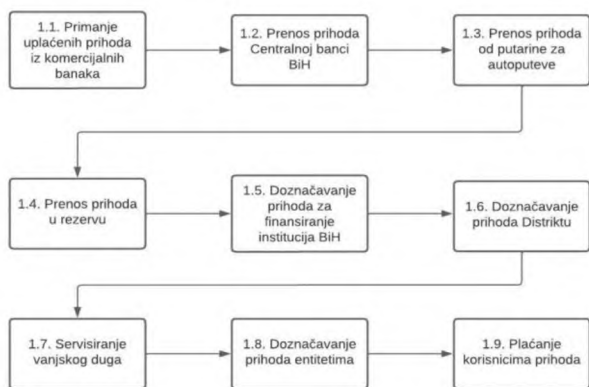 1.1. Primanje
uplaćenih prihoda
iz komercijalnih
banaka
1.2. Prenos prihoda
Centralnoj banci
BiH
1.3. Prenos prihoda
od putarine za
autoputeve
1.4. Prenos prihoda
u rezervu
1.5. Doznačavanje
prihoda za
finansiranje
institucija BiH
1.6. Doznačavanje
prihoda Distriktu
1.7. Servisiranje
vanjskog duga
1.8. Doznačavanje
prihoda entitetima
1.9. Plaćanje
korisnicima prihoda